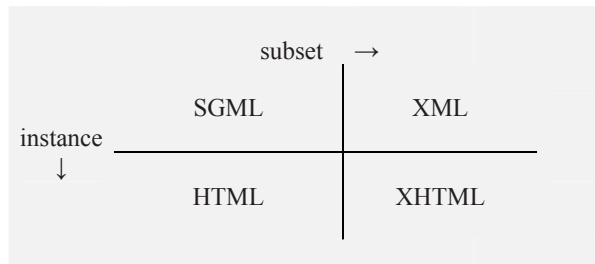 subset →
SGML XML
instance
↓
HTML XHTML